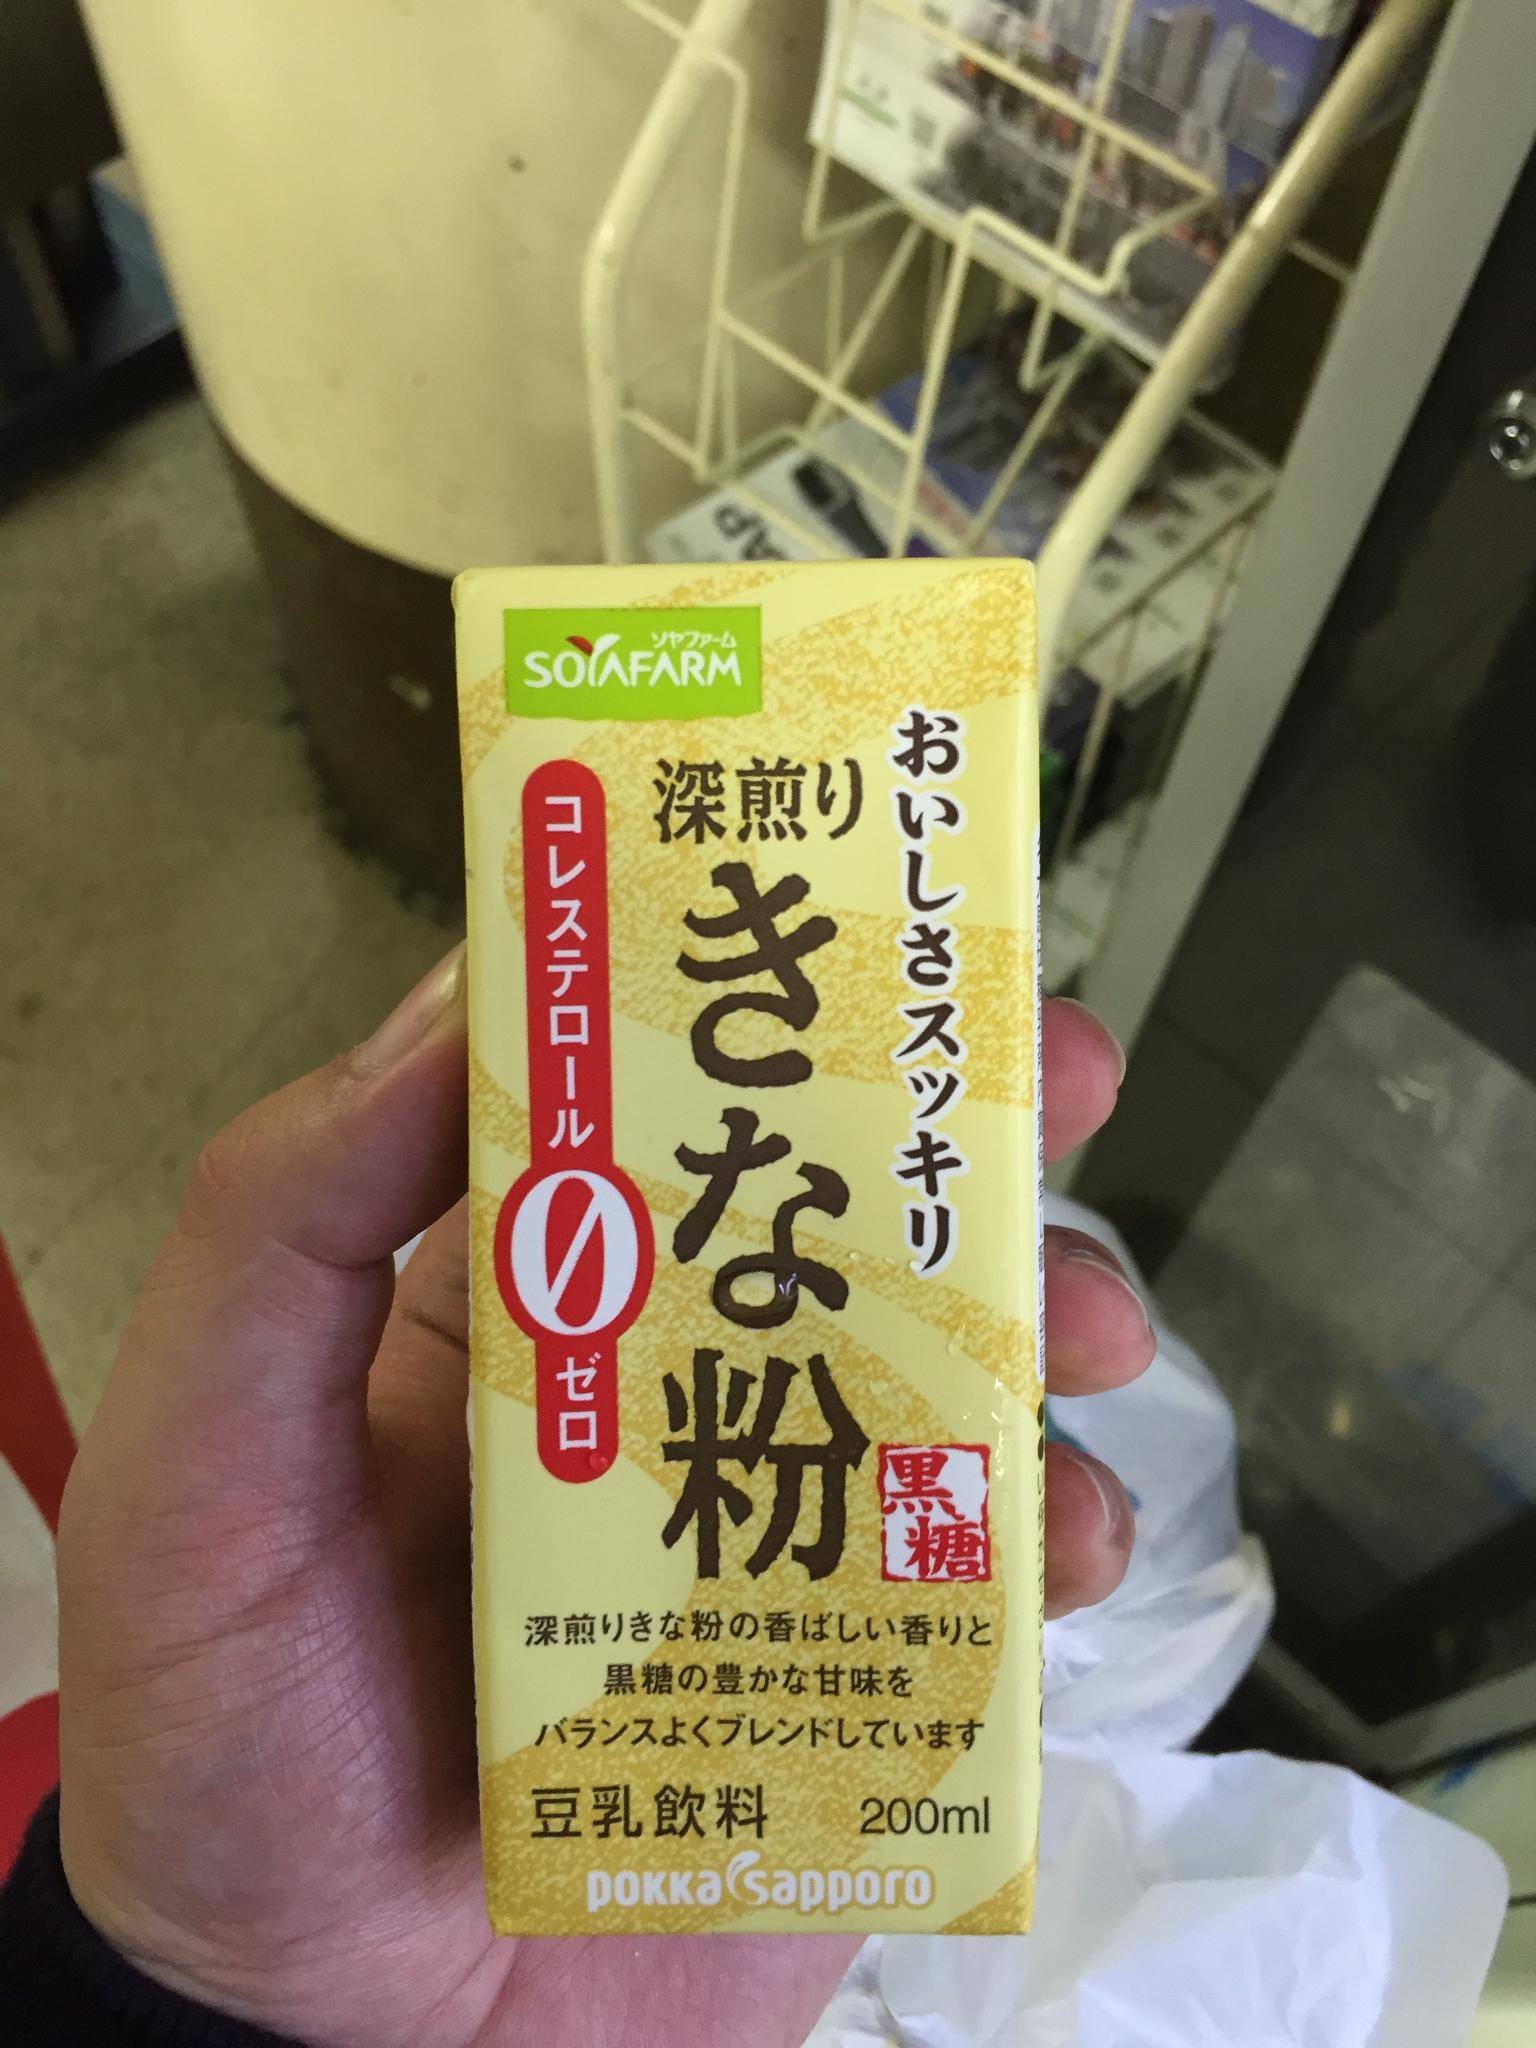 ソヤファーム
SOYAFARM
おいしさスッキリ
深煎り
きな粉
黒糖
コレステロール
0
ゼロ
深煎りきな粉の香ばしい香りと
黒糖の豊かな甘味を
バランスよくブレンドしています
豆乳飲料
200ml
pokka sapporo